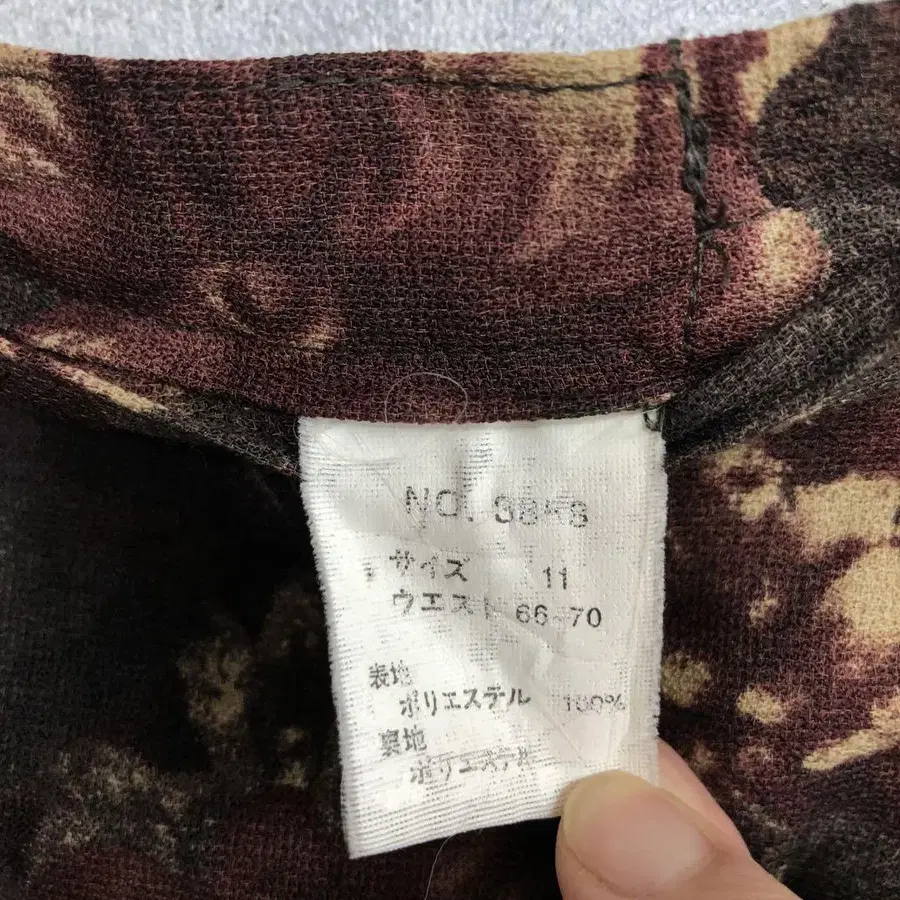 NO.
サイズ 11
ウエスト 66-70
表地
ポリエステル 100%
裏地
ポリエステル